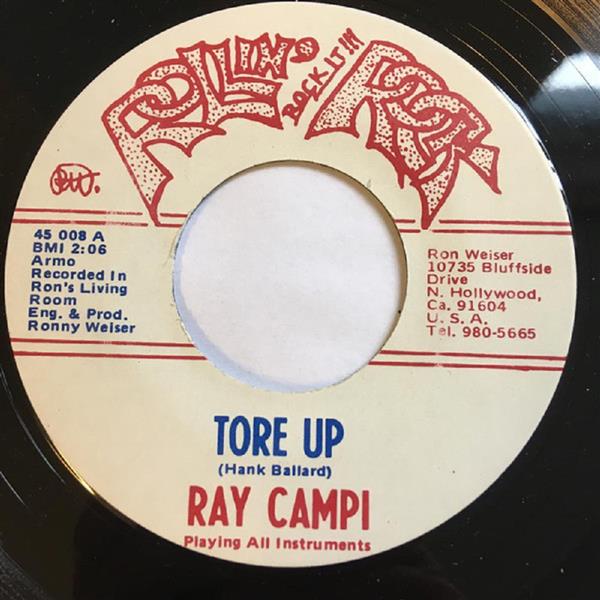 ROLLIN'
ROCK IT!!!
ROCK
RW.
45 008 A
BMI 2:06
Armo
Recorded In
Ron's Living
Room
Eng. & Prod.
Ronny Weiser
Ron Weiser
10735 Bluffside
Drive
N. Hollywood,
Ca. 91604
U. S. A.
Tel. 980-5665
TORE UP
(Hank Ballard)
RAY CAMPI
Playing All Instruments